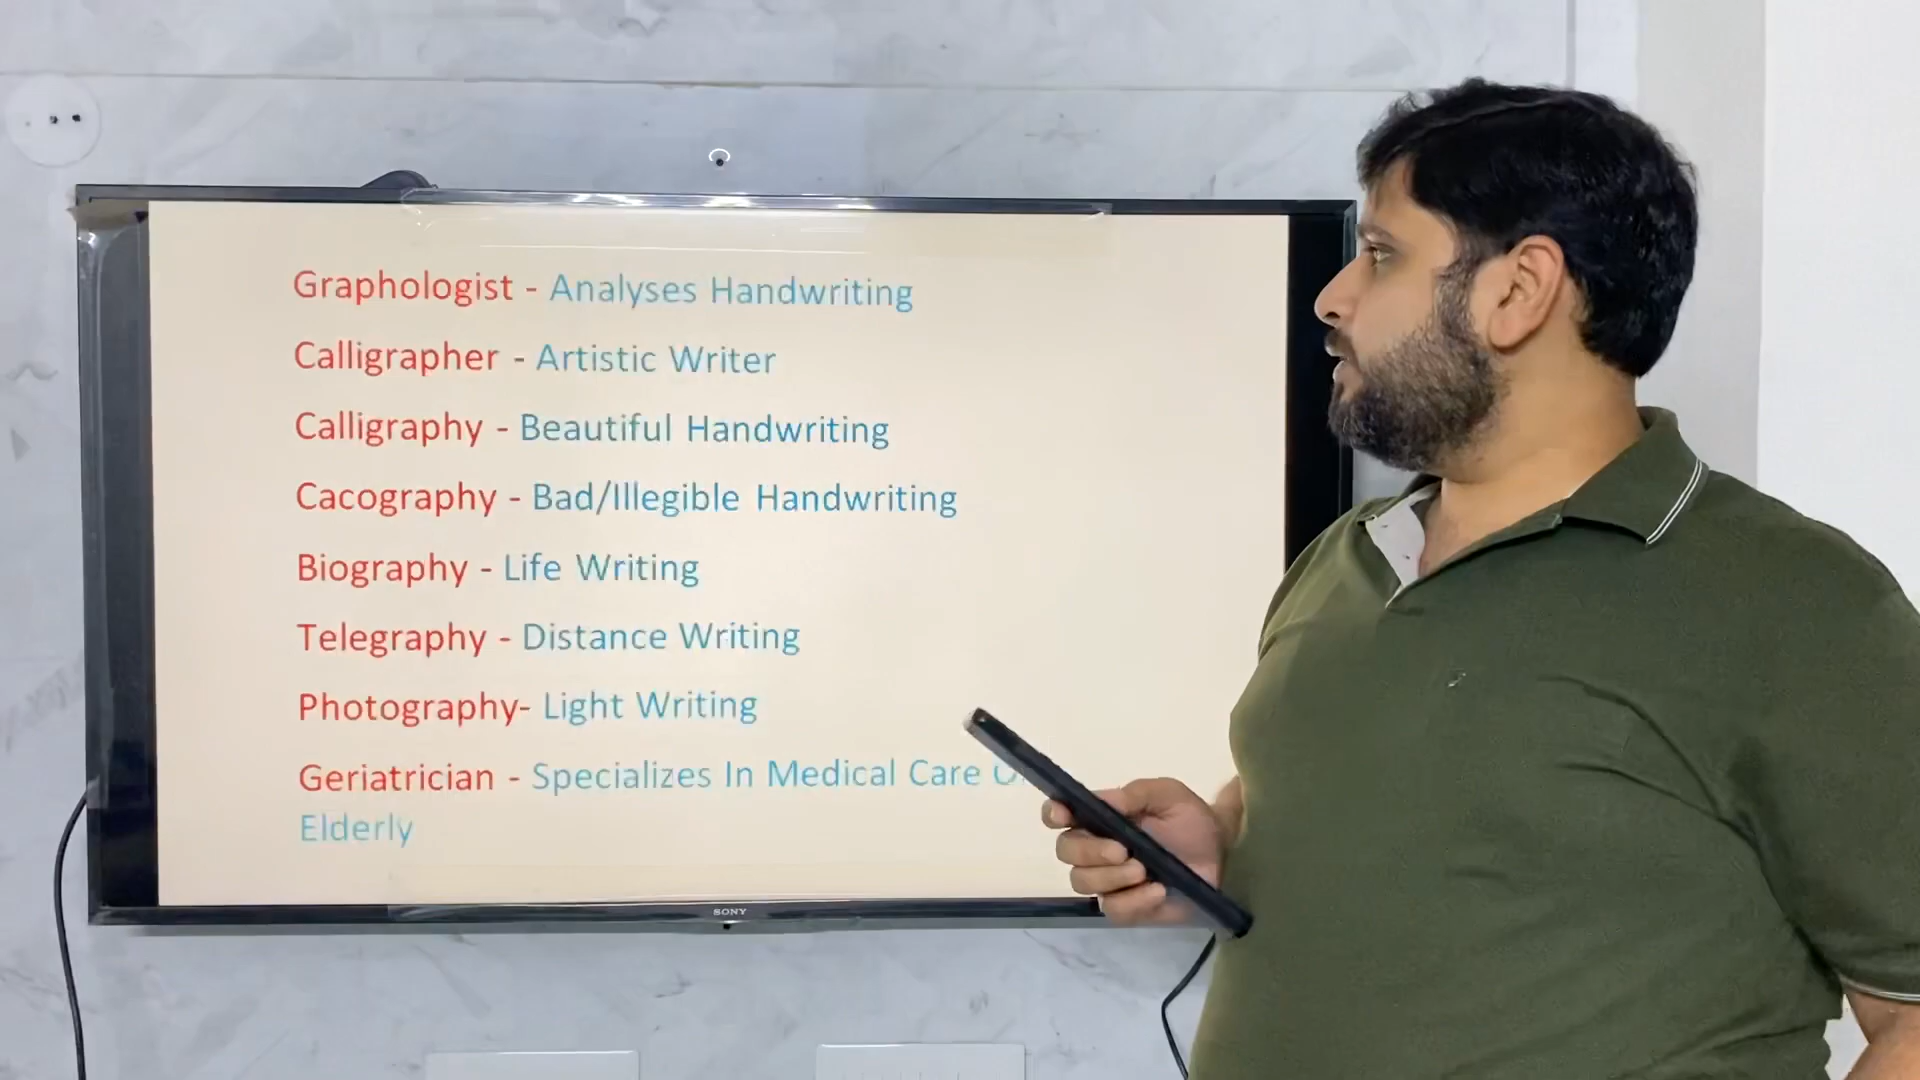 Graphologist - Analyses Handwriting
Calligrapher - Artistic Writer
Calligraphy - Beautiful Handwriting
Cacography - Bad/Illegible Handwriting
Biography - Life Writing
Telegraphy - Distance Writing
Photography- Light Writing
Geriatrician - Specializes In Medical Care
Elderly
SONY